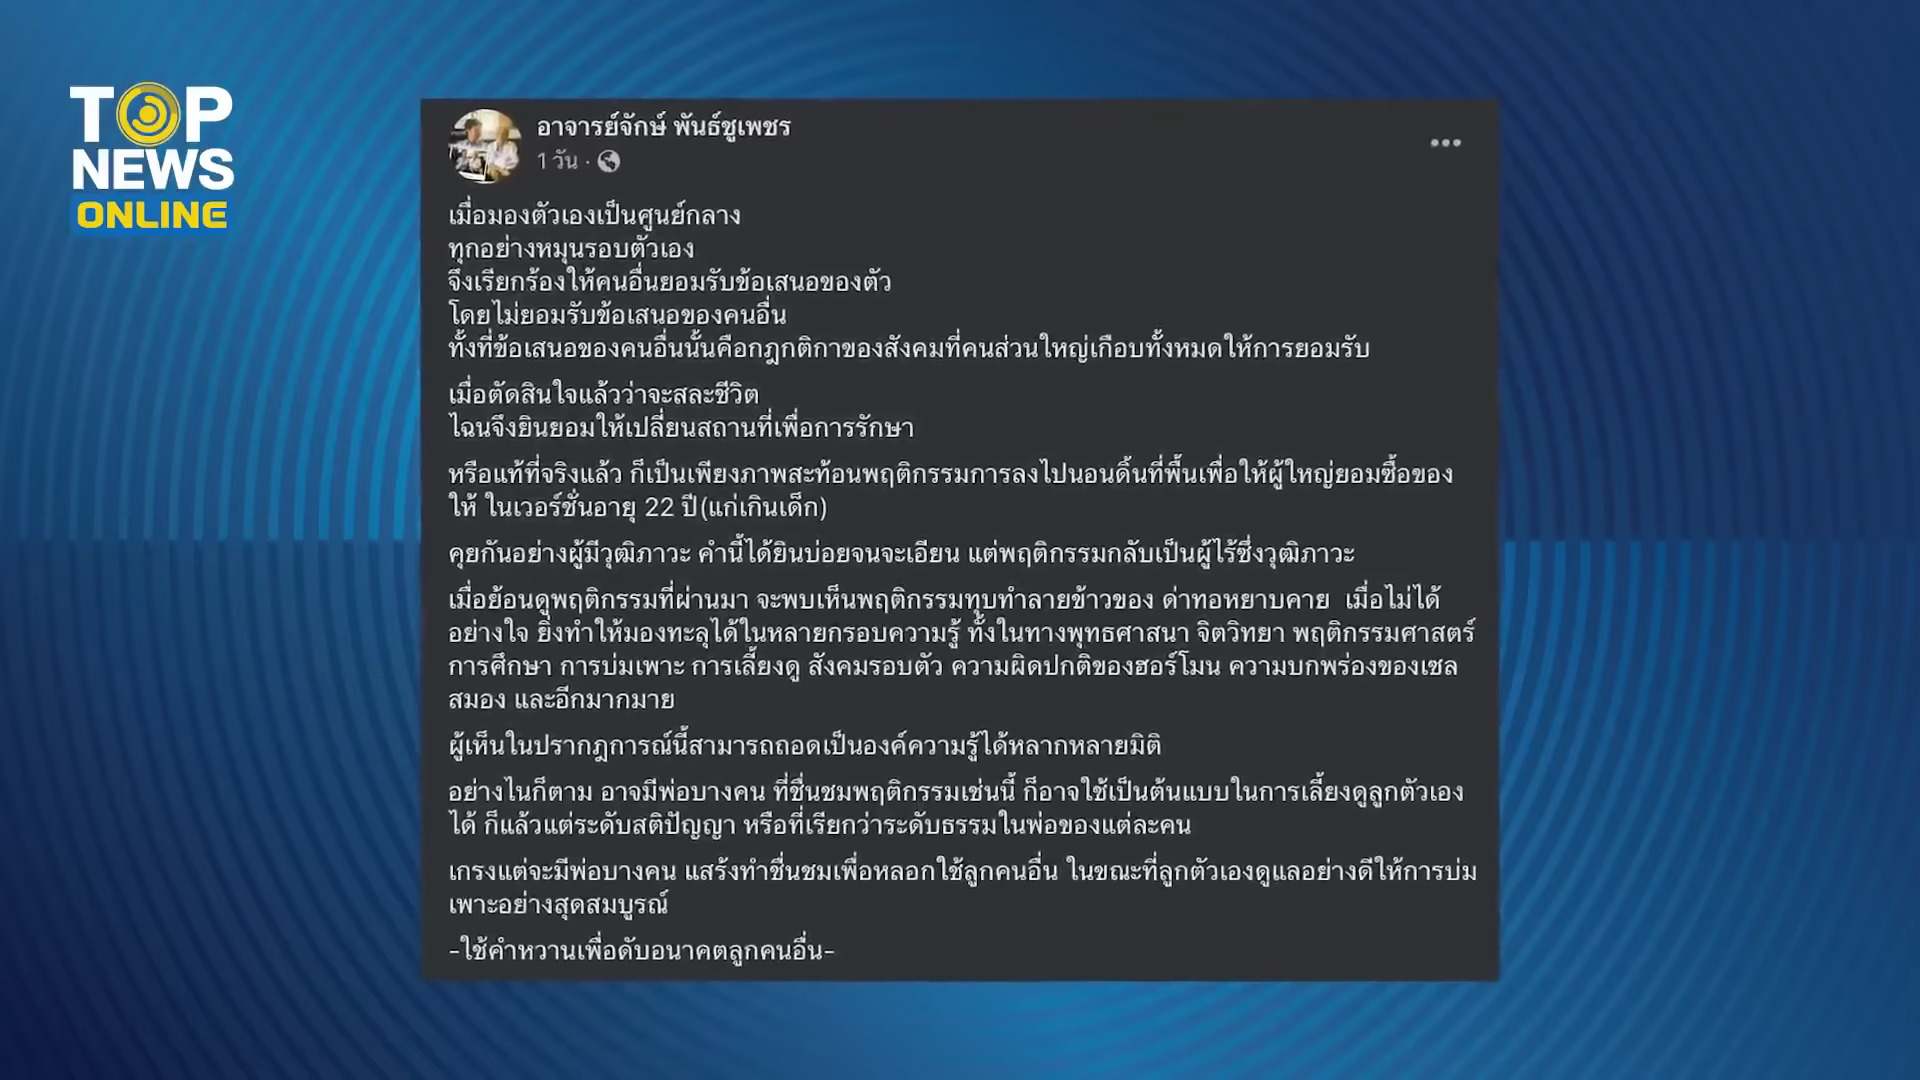 TOP
NEWS
ONLINE
อาจารย์จักษ์ พันธ์ชูเพชร
1 วัน ·
เมื่อมองตัวเองเป็นศูนย์กลาง
ทุกอย่างหมุนรอบตัวเอง
จึงเรียกร้องให้คนอื่นยอมรับข้อเสนอของตัว
โดยไม่ยอมรับข้อเสนอของคนอื่น
ทั้งที่ข้อเสนอของคนอื่นนั้นคือกฎกติกาของสังคมที่คนส่วนใหญ่เกือบทั้งหมดให้การยอมรับ
เมื่อตัดสินใจแล้วว่าจะสละชีวิต
ไฉนจึงยินยอมให้เปลี่ยนสถานที่เพื่อการรักษา
หรือแท้ที่จริงแล้ว ก็เป็นเพียงภาพสะท้อนพฤติกรรมการลงไปนอนดิ้นที่พื้นเพื่อให้ผู้ใหญ่ยอมซื้อของ
ให้ ในเวอร์ชั่นอายุ 22 ปี(แก่เกินเด็ก)
คุยกันอย่างผู้มีวุฒิภาวะ คำนี้ได้ยินบ่อยจนจะเอียน แต่พฤติกรรมกลับเป็นผู้ไร้ซึ่งวุฒิภาวะ
เมื่อย้อนดูพฤติกรรมที่ผ่านมา จะพบเห็นพฤติกรรมทุบทำลายข้าวของ ด่าทอหยาบคาย เมื่อไม่ได้
อย่างใจ ยิ่งทำให้มองทะลุได้ในหลายกรอบความรู้ ทั้งในทางพุทธศาสนา จิตวิทยา พฤติกรรมศาสตร์
การศึกษา การบ่มเพาะ การเลี้ยงดู สังคมรอบตัว ความผิดปกติของฮอร์โมน ความบกพร่องของเซล
สมอง และอีกมากมาย
ผู้เห็นในปรากฎการณ์นี้สามารถถอดเป็นองค์ความรู้ได้หลากหลายมิติ
อย่างไนก็ตาม อาจมีพ่อบางคน ที่ชื่นชมพฤติกรรมเช่นนี้ ก็อาจใช้เป็นต้นแบบในการเลี้ยงดูลูกตัวเอง
ได้ ก็แล้วแต่ระดับสติปัญญา หรือที่เรียกว่าระดับธรรมในพ่อของแต่ละคน
เกรงแต่จะมีพ่อบางคน แสร้งทำชื่นชมเพื่อหลอกใช้ลูกคนอื่น ในขณะที่ลูกตัวเองดูแลอย่างดีให้การบ่ม
เพาะอย่างสุดสมบูรณ์
-ใช้คำหวานเพื่อดับอนาคตลูกคนอื่น-